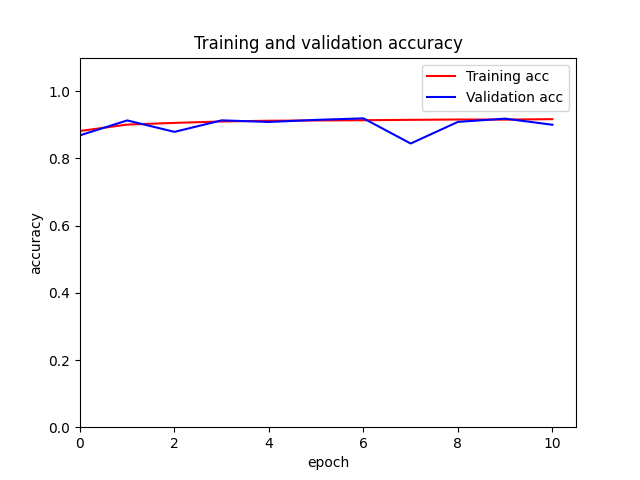 Training and validation accuracy
Training acc
Validation acc
1.0
0.8
0.6
0.4
0.2
0.0
accuracy
0 2 4 6 8 10
epoch